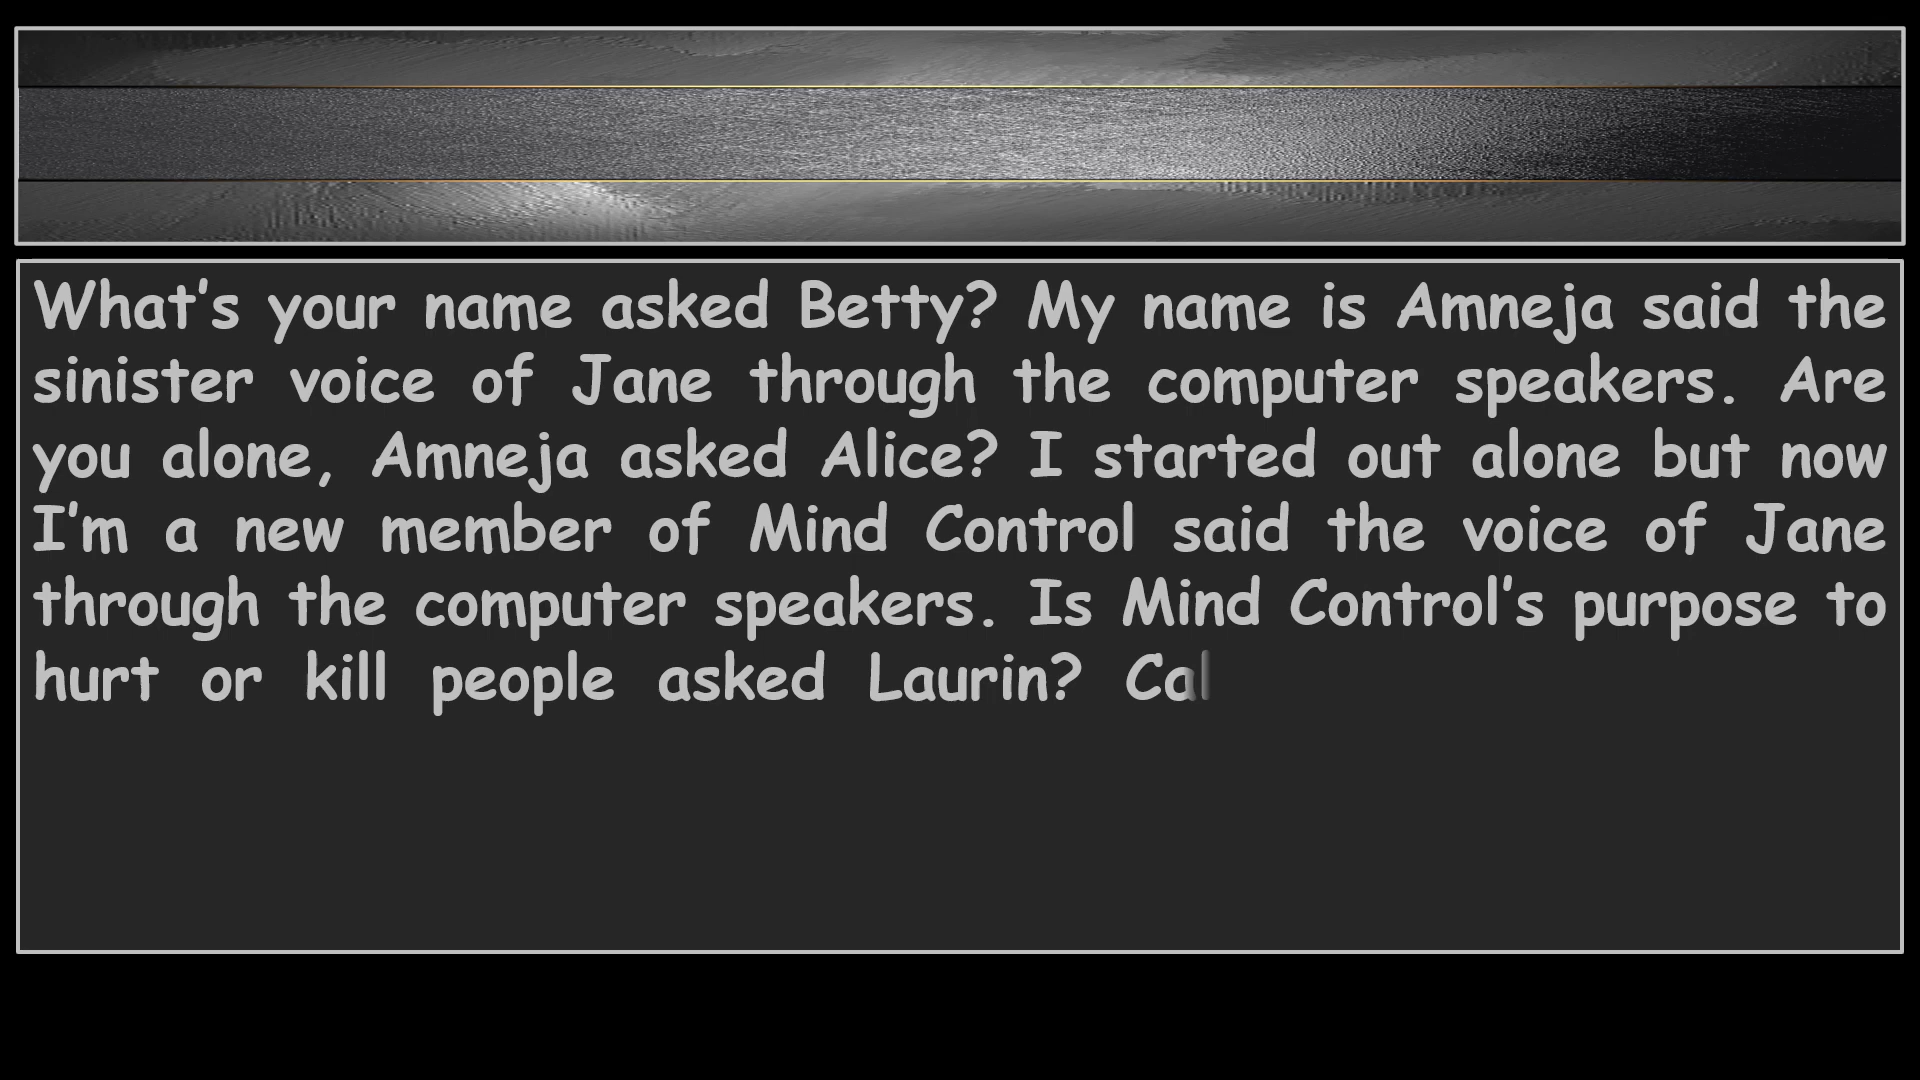 What's your name asked Betty? My name is Amneja said the
sinister voice of Jane through the computer speakers. Are
you alone, Amneja asked Alice? I started out alone but now
I'm a new member of Mind Control said the voice of Jane
through the computer speakers. Is Mind Control's purpose to
hurt or kill people asked Laurin? Cal